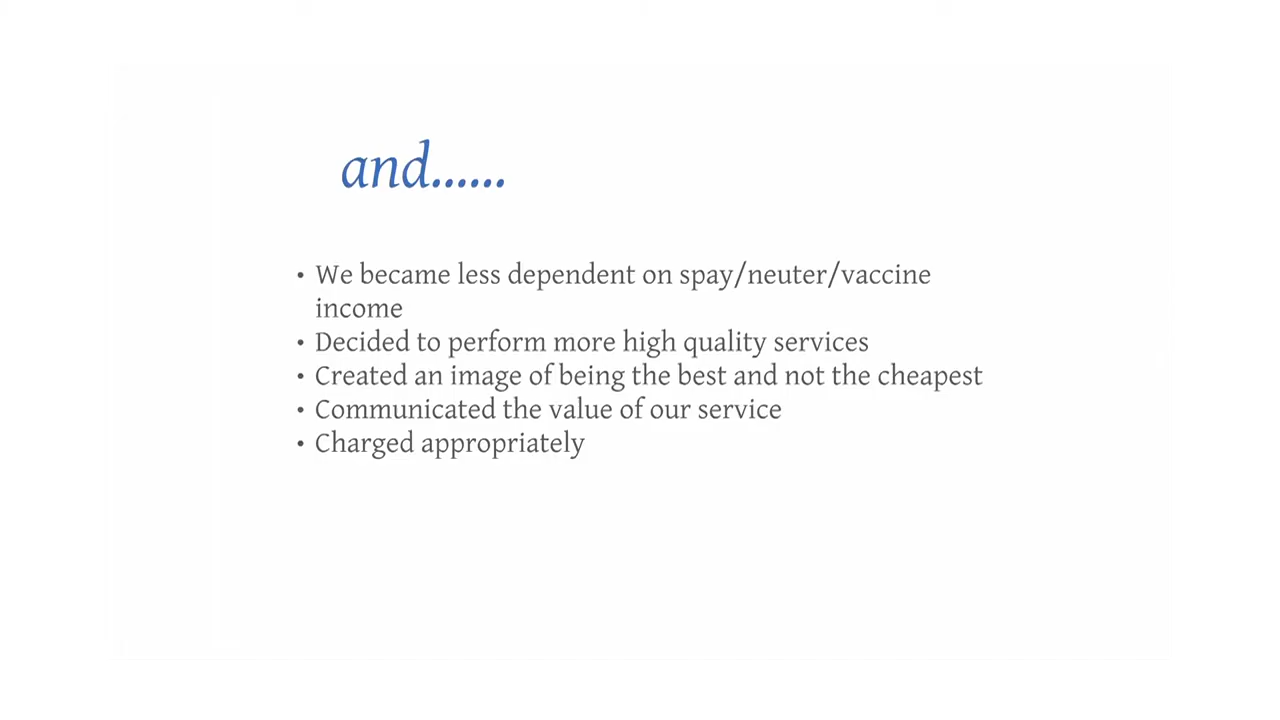 and......
• We became less dependent on spay/neuter/vaccine
income
• Decided to perform more high quality services
• Created an image of being the best and not the cheapest
• Communicated the value of our service
• Charged appropriately